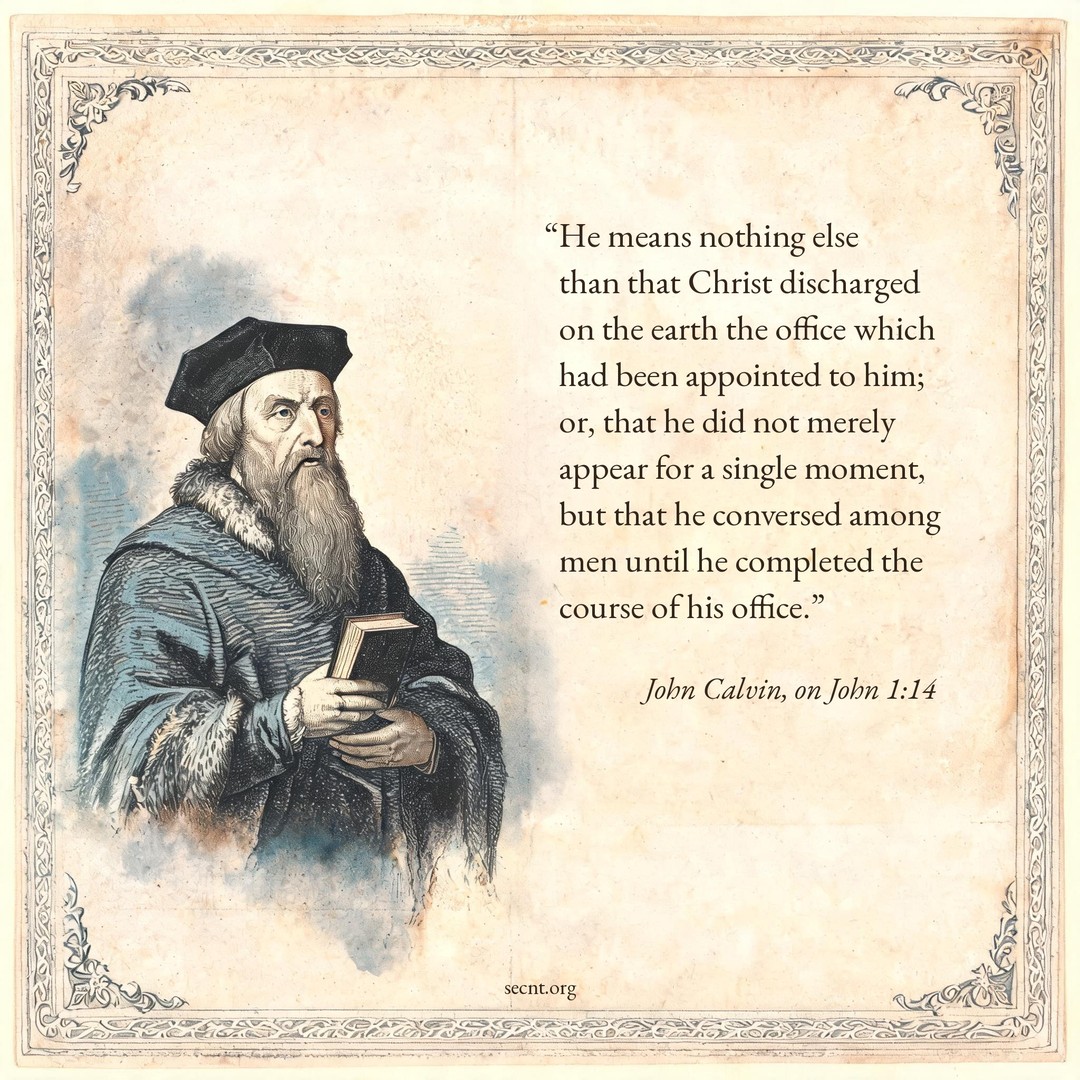 “He means nothing else
than that Christ discharged
on the earth the office which
had been appointed to him;
or, that he did not merely
appear for a single moment,
but that he conversed among
men until he completed the
course of his office.”
John Calvin, on John 1:14
secnt.org